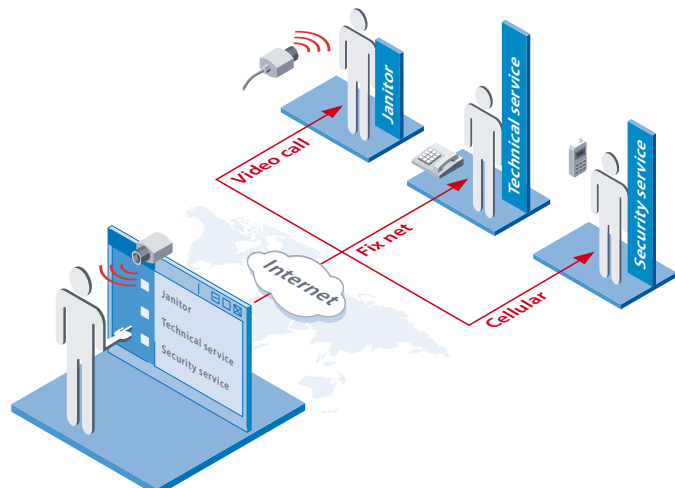 Janitor
Technical service
Security service
Video call
Fix net
Cellular
Internet
Janitor
Technical service
Security service